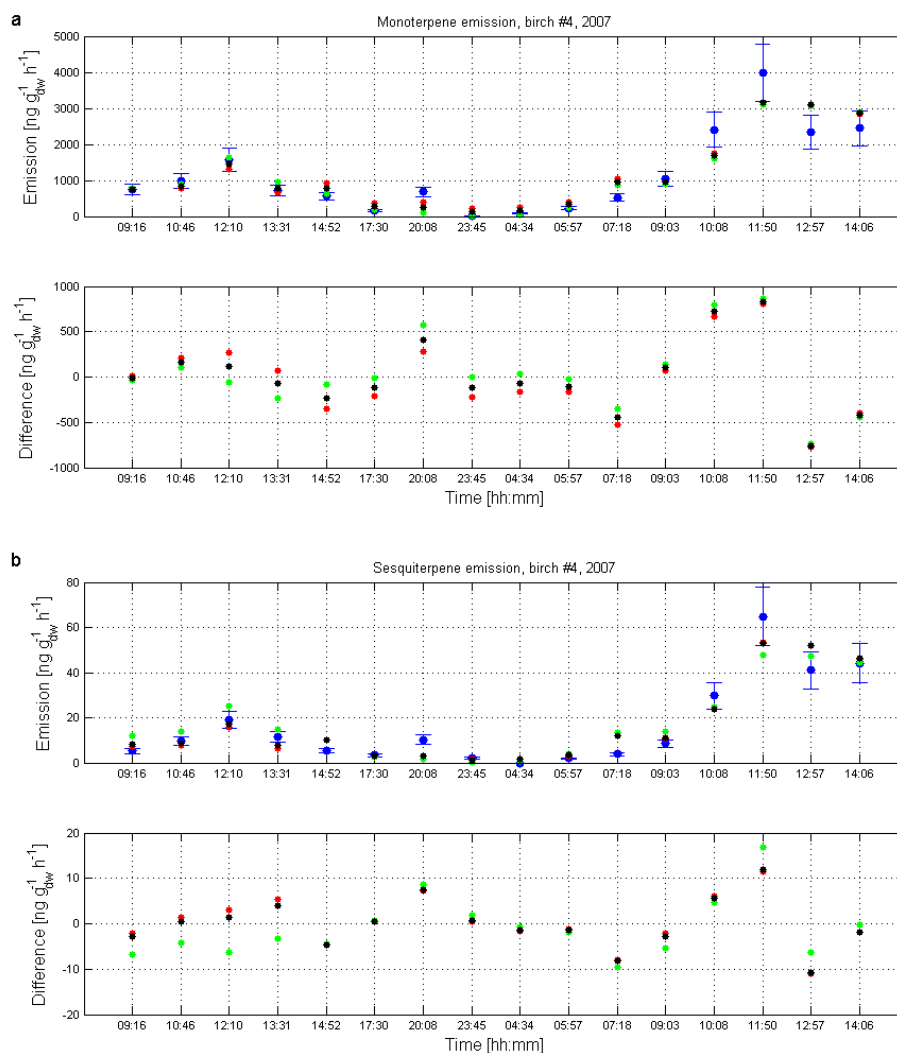 a
Monoterpene emission, birch #4, 2007
Emission [ng g⁻¹dw h⁻¹]
5000
4000
3000
2000
1000
0
09:16 10:46 12:10 13:31 14:52 17:30 20:08 23:45 04:34 05:57 07:18 09:03 10:08 11:50 12:57 14:06
Difference [ng g⁻¹dw h⁻¹]
1000
500
0
-500
-1000
09:16 10:46 12:10 13:31 14:52 17:30 20:08 23:45 04:34 05:57 07:18 09:03 10:08 11:50 12:57 14:06
Time [hh:mm]
b
Sesquiterpene emission, birch #4, 2007
Emission [ng g⁻¹dw h⁻¹]
80
60
40
20
0
09:16 10:46 12:10 13:31 14:52 17:30 20:08 23:45 04:34 05:57 07:18 09:03 10:08 11:50 12:57 14:06
Difference [ng g⁻¹dw h⁻¹]
20
10
0
-10
-20
09:16 10:46 12:10 13:31 14:52 17:30 20:08 23:45 04:34 05:57 07:18 09:03 10:08 11:50 12:57 14:06
Time [hh:mm]